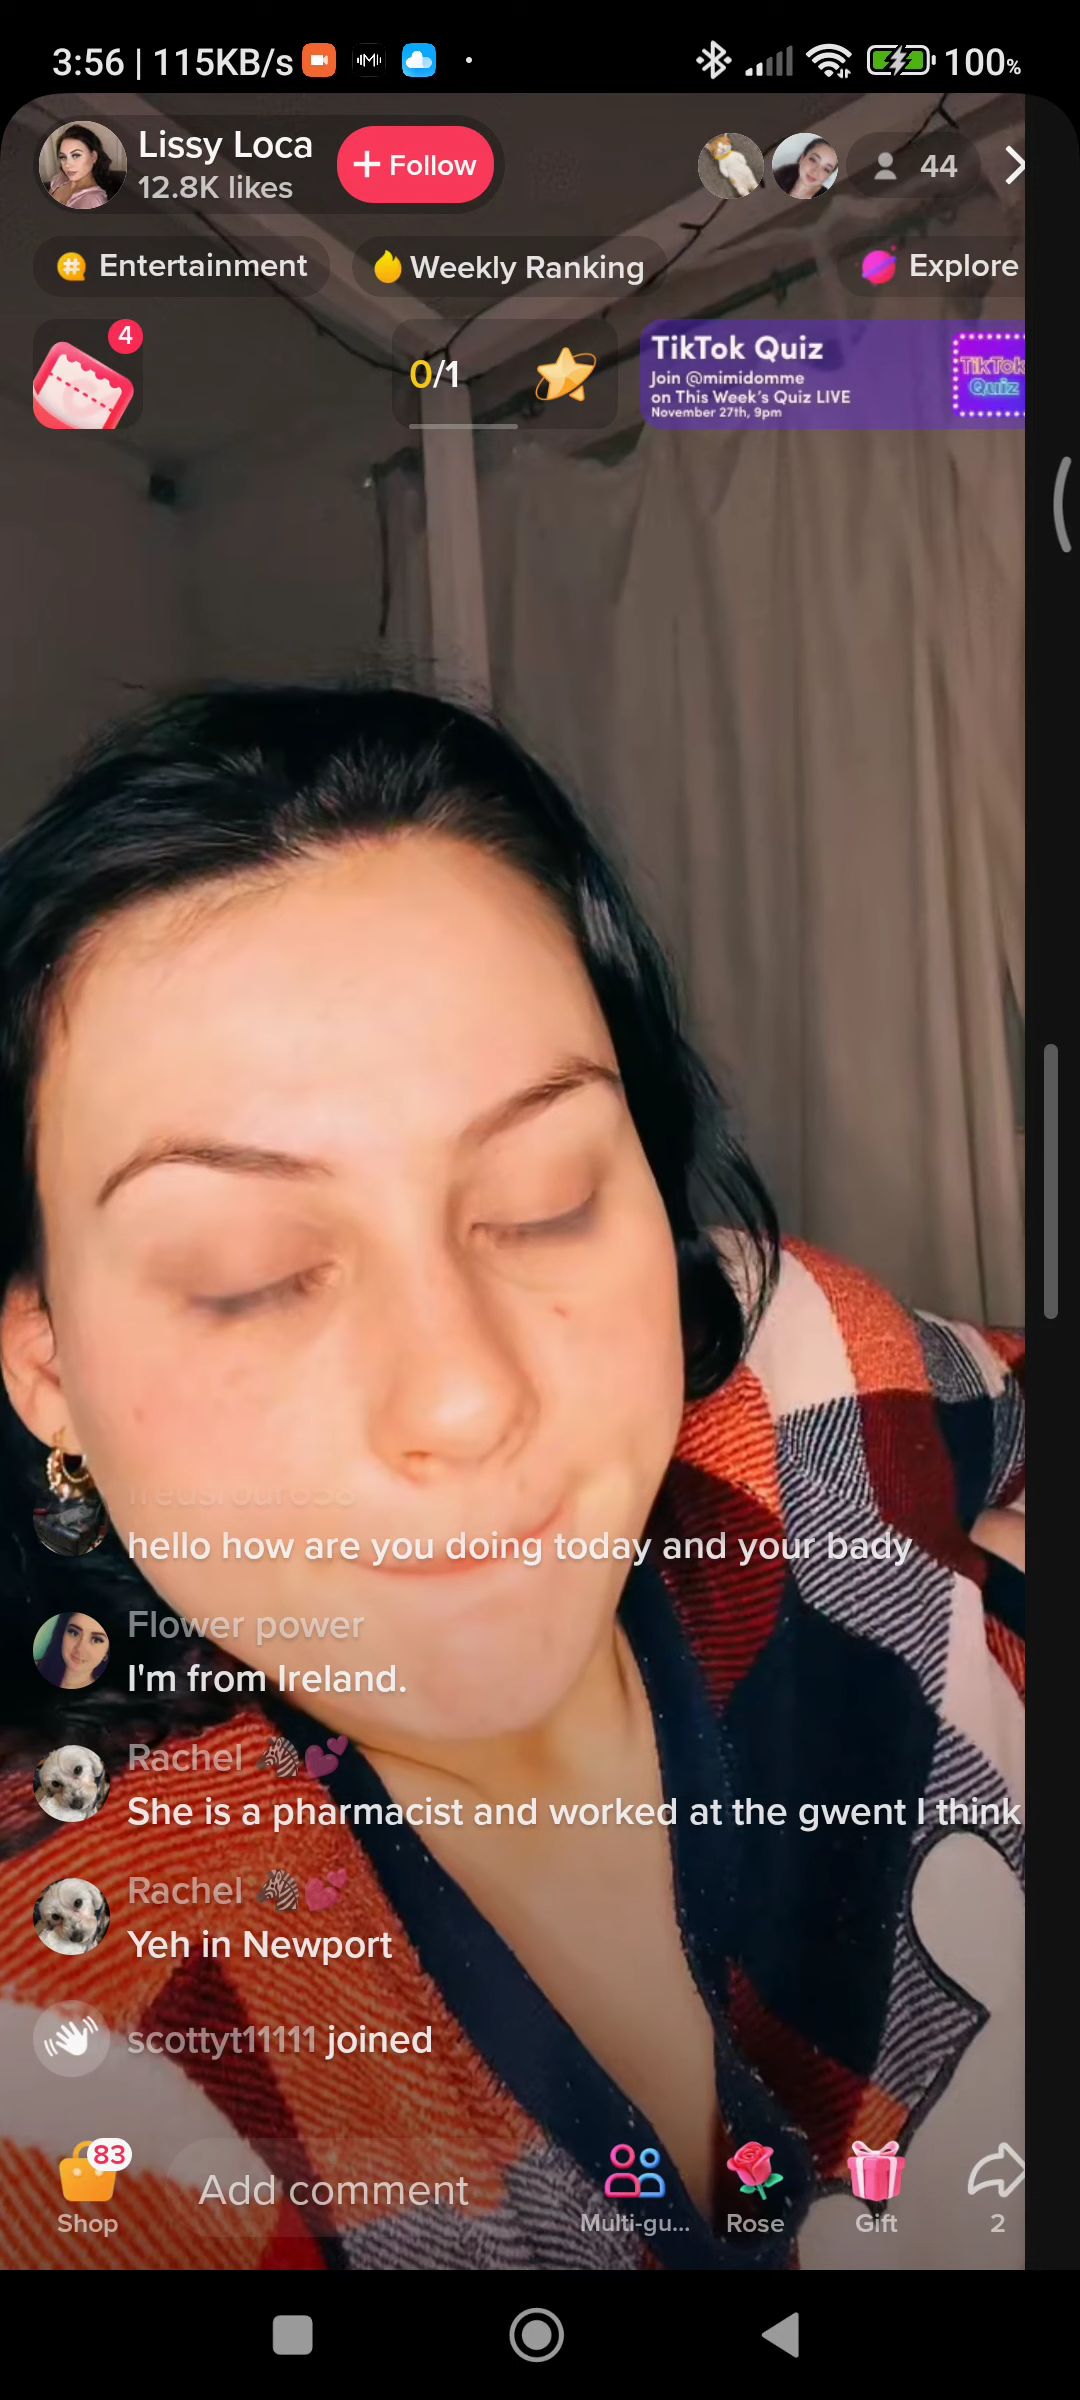 3:56 | 115KB/s
100%
Lissy Loca
12.8K likes
+ Follow
44
Entertainment
Weekly Ranking
Explore
4
0/1
TikTok Quiz
Join @mimidomme
on This Week's Quiz LIVE
November 27th, 9pm
TikTok
Quiz
hello how are you doing today and your bady
Flower power
I'm from Ireland.
Rachel 🦓💕
She is a pharmacist and worked at the gwent I think
Rachel 🦓💕
Yeh in Newport
scottyt11111 joined
83
Shop
Add comment
Multi-gu...
Rose
Gift
2